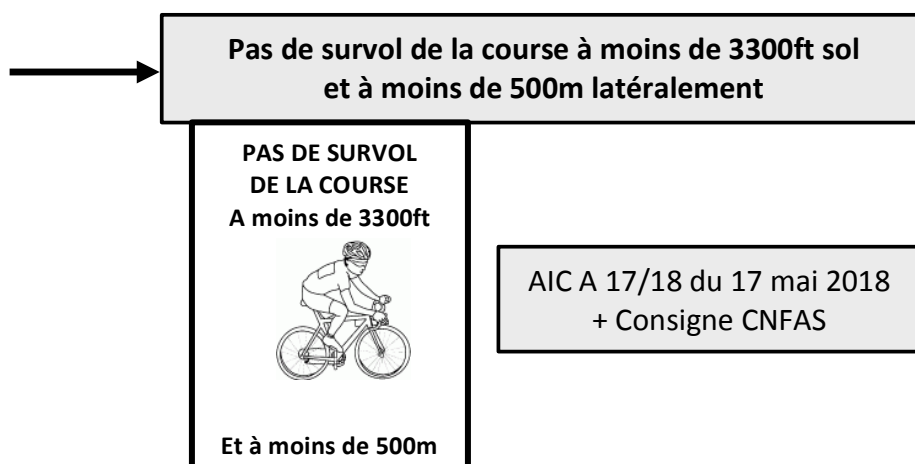 Pas de survol de la course à moins de 3300ft sol
et à moins de 500m latéralement
PAS DE SURVOL
DE LA COURSE
A moins de 3300ft
AIC A 17/18 du 17 mai 2018
+ Consigne CNFAS
Et à moins de 500m